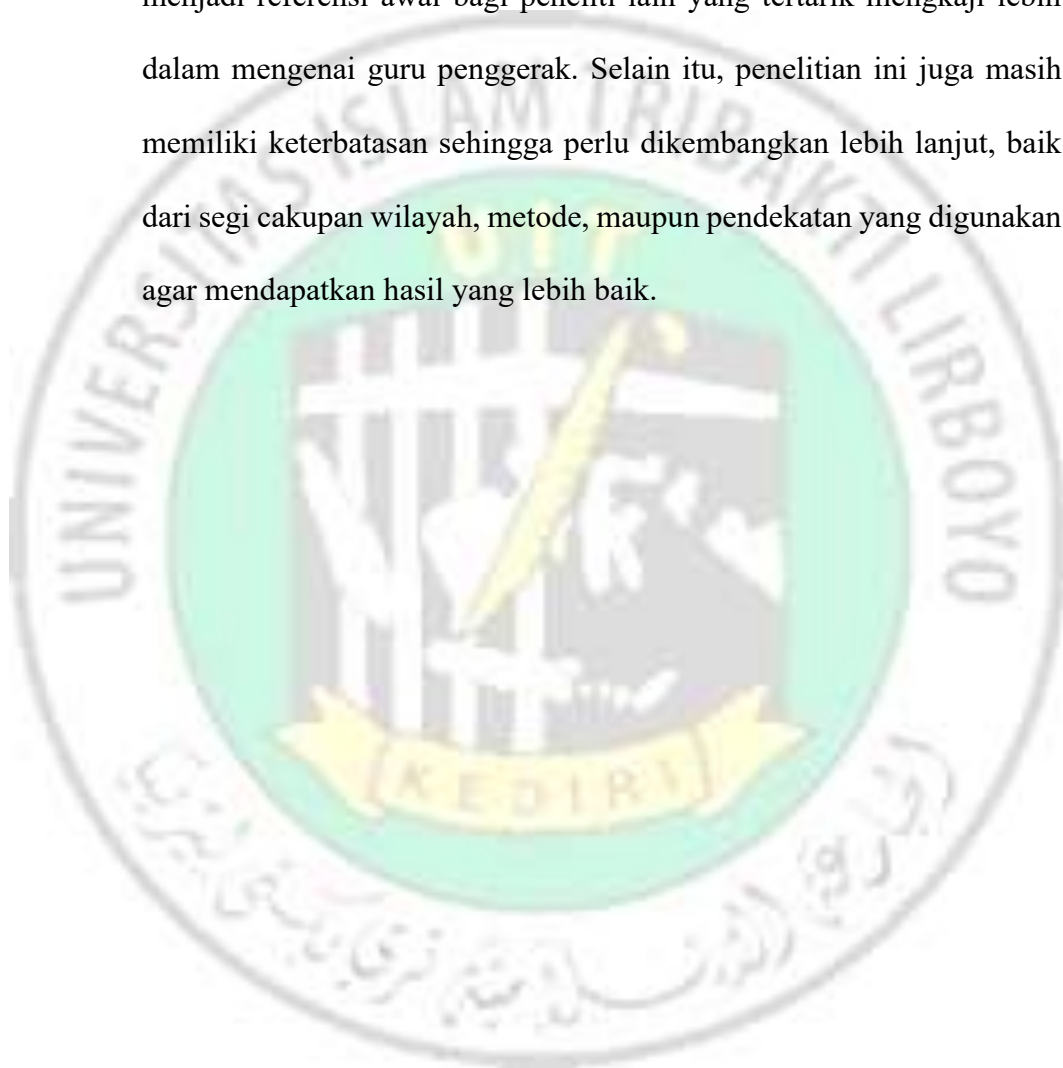 menjadi referensi awal bagi peneliti lain yang tertarik mengkaji lebih
dalam mengenai guru penggerak. Selain itu, penelitian ini juga masih
memiliki keterbatasan sehingga perlu dikembangkan lebih lanjut, baik
dari segi cakupan wilayah, metode, maupun pendekatan yang digunakan
agar mendapatkan hasil yang lebih baik.
UNIVERSITAS ISLAM TRIBAKTI LIRBOYO
UIT
KEDIRI